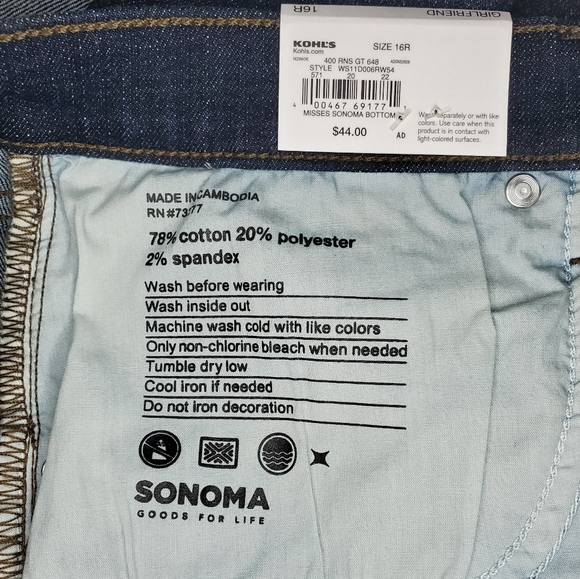 16R
GIRLFRIEND
KOHL'S
Kohls.com
SIZE 16R
400 RNS GT 648
STYLE WS11D006RW54
571 20 22
4 00467 69177
MISSES SONOMA BOTTOM
$44.00
AD
Wash separately or with like
colors. Use care when this
product is in contact with
light-colored surfaces.
MADE IN CAMBODIA
78% cotton 20% polyester
2% spandex
Wash before wearing
Wash inside out
Machine wash cold with like colors
Only non-chlorine bleach when needed
Tumble dry low
Cool iron if needed
Do not iron decoration
SONOMA
GOODS FOR LIFE